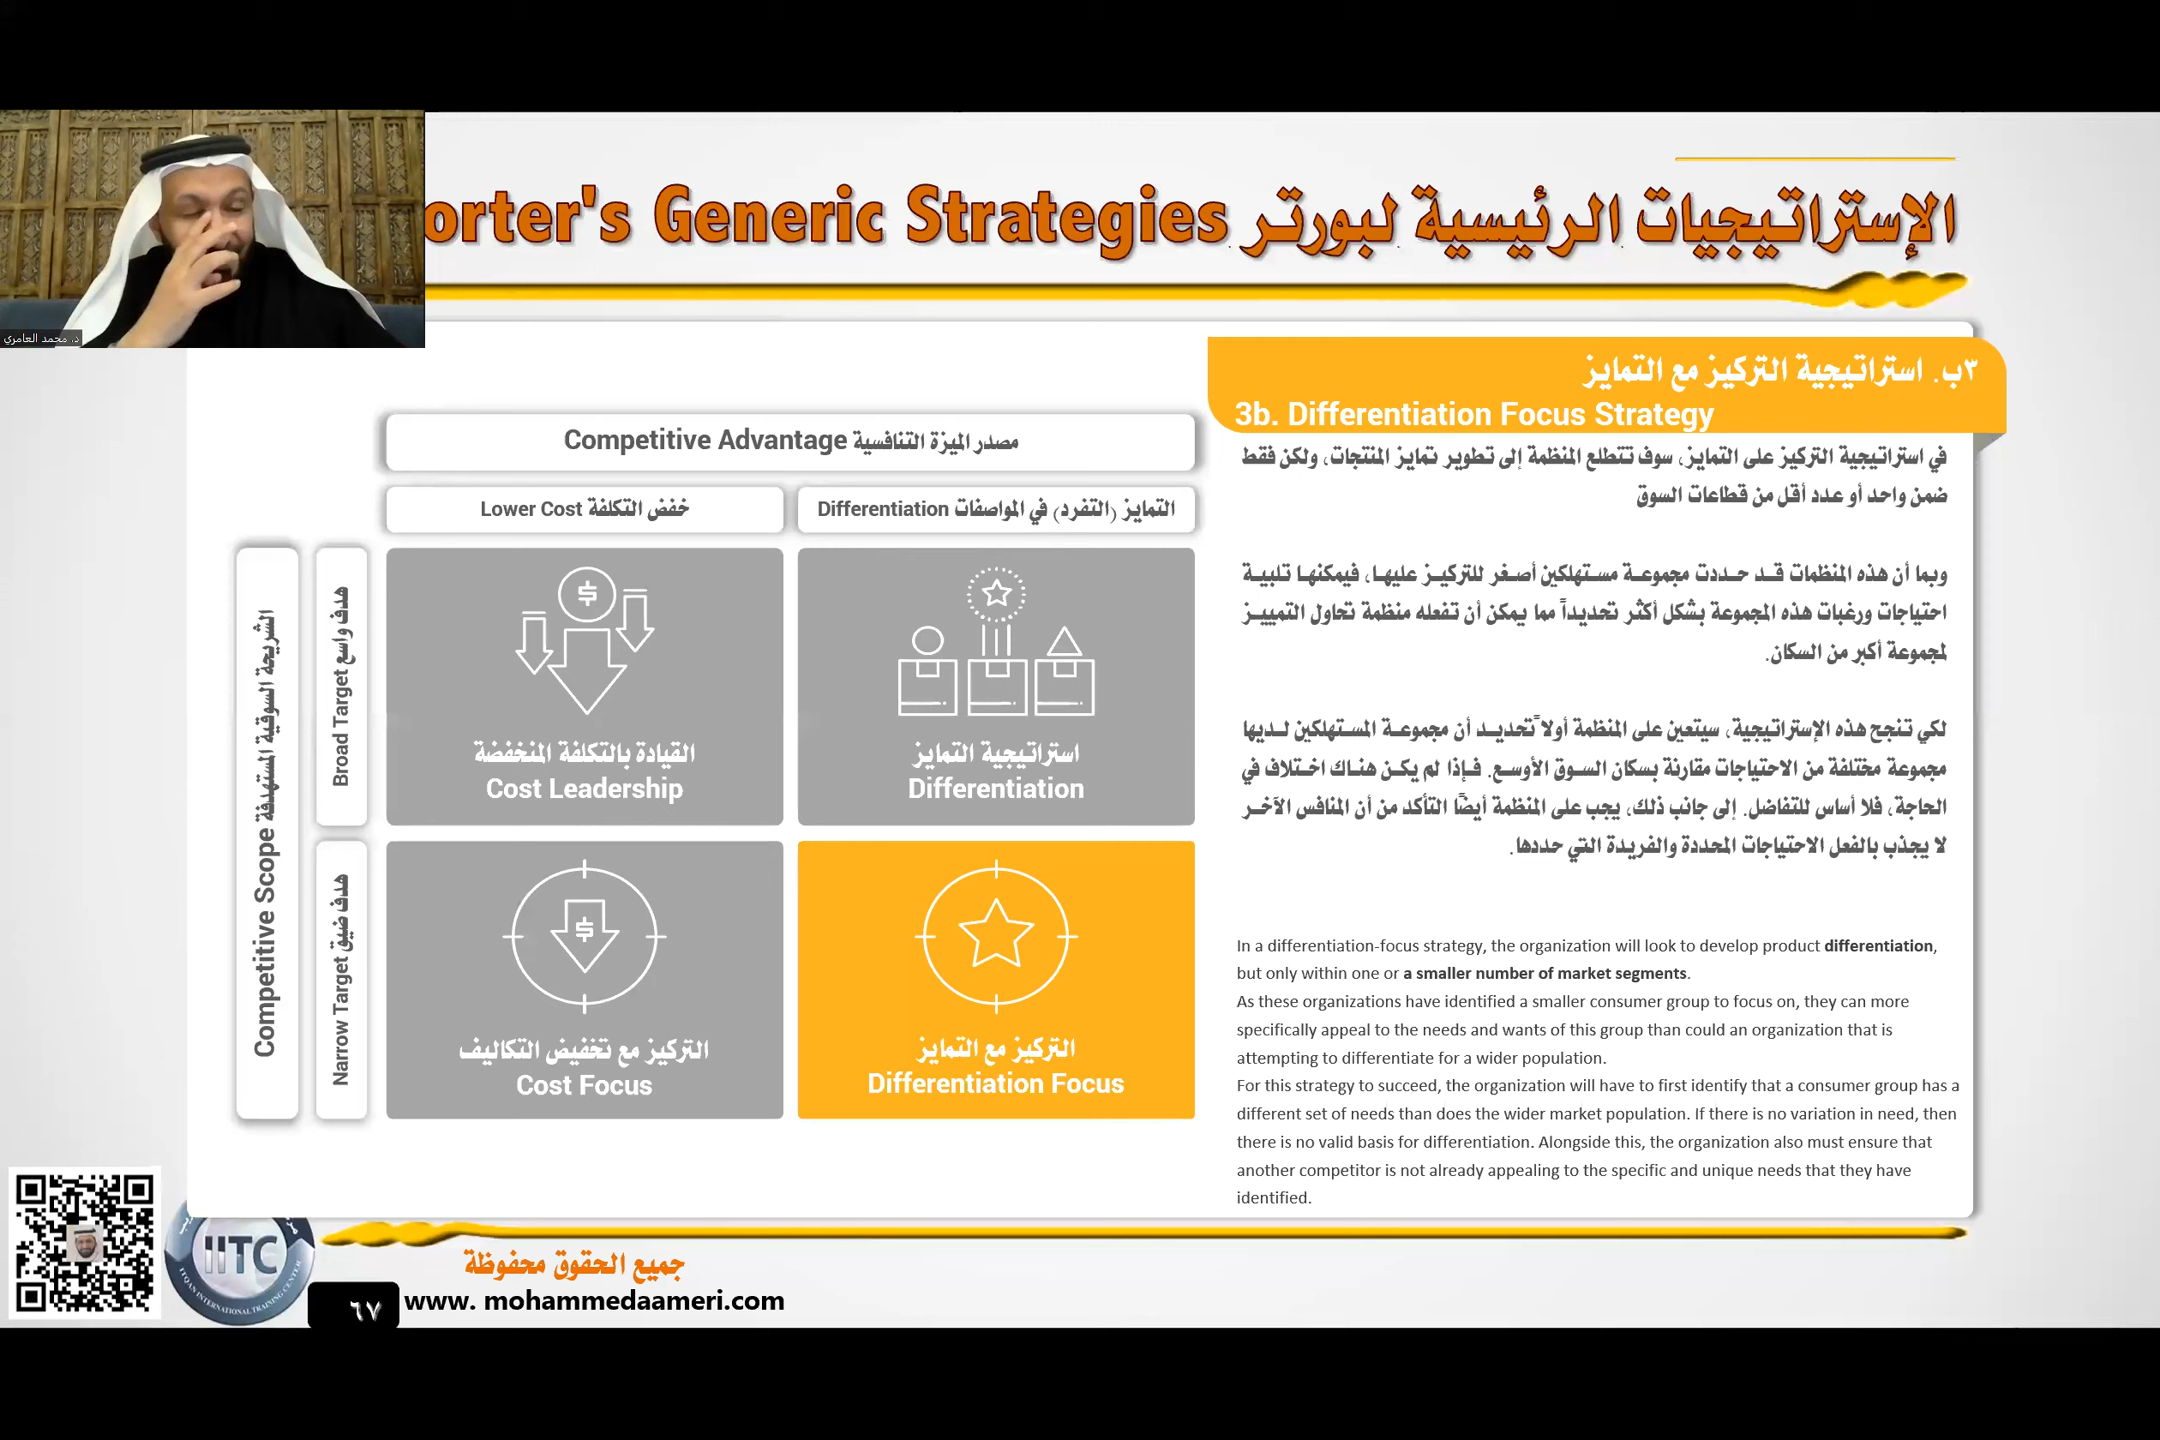 د. محمد العامري
orter's Generic Strategies الإستراتيجيات الرئيسية لبورتر
٣ب. استراتيجية التركيز مع التمايز
3b. Differentiation Focus Strategy
مصدر الميزة التنافسية Competitive Advantage
خفض التكلفة Lower Cost
التمايز (التفرد) في المواصفات Differentiation
الشريحة السوقية المستهدفة Competitive Scope
هدف واسع Broad Target
هدف ضيق Narrow Target
القيادة بالتكلفة المنخفضة
Cost Leadership
استراتيجية التمايز
Differentiation
التركيز مع تخفيض التكاليف
Cost Focus
التركيز مع التمايز
Differentiation Focus
في استراتيجية التركيز على التمايز، سوف تتطلع المنظمة إلى تطوير تمايز المنتجات، ولكن فقط
ضمن واحد أو عدد أقل من قطاعات السوق
وبما أن هذه المنظمات قد حددت مجموعة مستهلكين أصغر للتركيز عليها، فيمكنها تلبية
احتياجات ورغبات هذه المجموعة بشكل أكثر تحديداً مما يمكن أن تفعله منظمة تحاول التمييز
لمجموعة أكبر من السكان.
لكي تنجح هذه الإستراتيجية، سيتعين على المنظمة أولاً تحديد أن مجموعة المستهلكين لديها
مجموعة مختلفة من الاحتياجات مقارنة بسكان السوق الأوسع. فإذا لم يكن هناك اختلاف في
الحاجة، فلا أساس للتفاضل. إلى جانب ذلك، يجب على المنظمة أيضًا التأكد من أن المنافس الآخر
لا يجذب بالفعل الاحتياجات المحددة والفريدة التي حددها.
In a differentiation-focus strategy, the organization will look to develop product differentiation,
but only within one or a smaller number of market segments.
As these organizations have identified a smaller consumer group to focus on, they can more
specifically appeal to the needs and wants of this group than could an organization that is
attempting to differentiate for a wider population.
For this strategy to succeed, the organization will have to first identify that a consumer group has a
different set of needs than does the wider market population. If there is no variation in need, then
there is no valid basis for differentiation. Alongside this, the organization also must ensure that
another competitor is not already appealing to the specific and unique needs that they have
identified.
IITC
ITQAN INTERNATIONAL TRAINING CENTER
جميع الحقوق محفوظة
٦٧
www. mohammedaameri.com